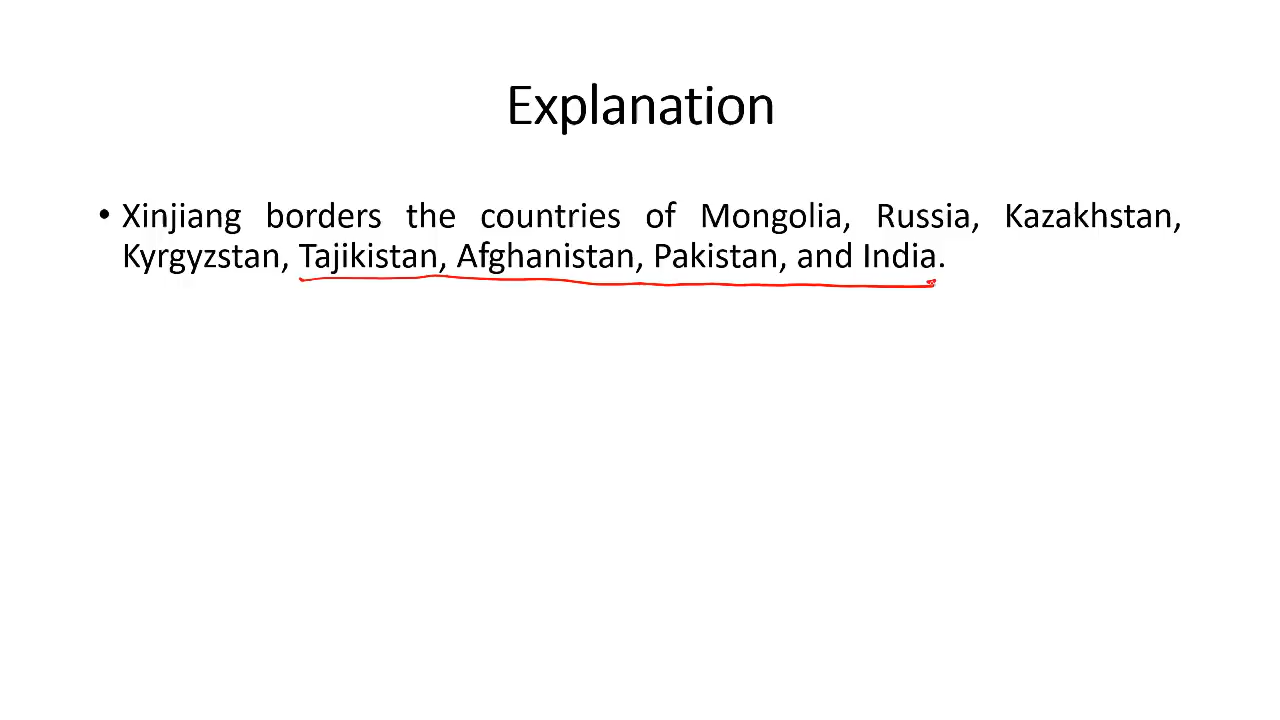 Explanation
• Xinjiang borders the countries of Mongolia, Russia, Kazakhstan,
Kyrgyzstan, Tajikistan, Afghanistan, Pakistan, and India.